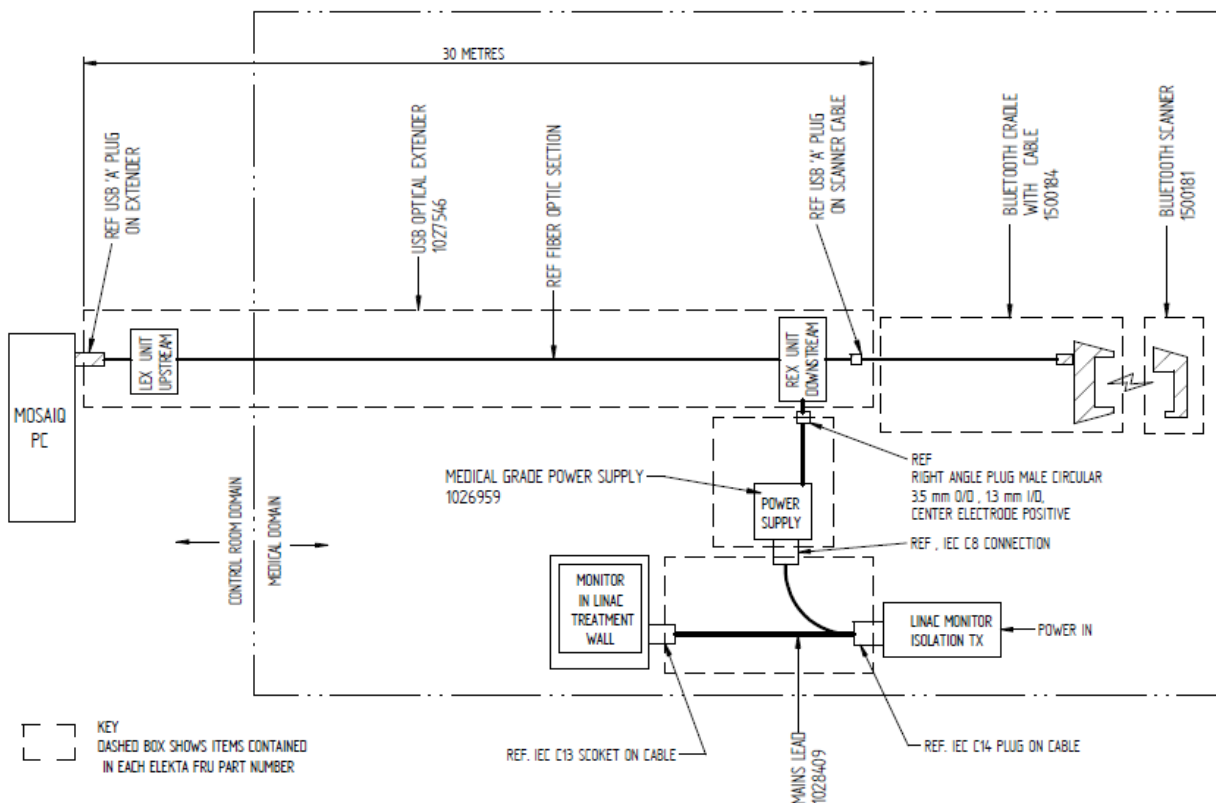 30 METRES
REF USB 'A' PLUG
ON EXTENDER
USB OPTICAL EXTENDER
1027546
REF FIBER OPTIC SECTION
REF USB 'A' PLUG
ON SCANNER CABLE
BLUETOOTH CRADLE
WITH CABLE
1500184
BLUETOOTH SCANNER
1500181
MOSAIQ
PC
LEX UNIT
UPSTREAM
REX UNIT
DOWNSTREAM
REF
RIGHT ANGLE PLUG MALE CIRCULAR
3.5 mm O/D , 1.3 mm I/D,
CENTER ELECTRODE POSITIVE
MEDICAL GRADE POWER SUPPLY
1026959
POWER
SUPPLY
REF , IEC C8 CONNECTION
CONTROL ROOM DOMAIN
MEDICAL DOMAIN
MONITOR
IN LINAC
TREATMENT
WALL
LINAC MONITOR
ISOLATION TX
POWER IN
KEY
DASHED BOX SHOWS ITEMS CONTAINED
IN EACH ELEKTA FRU PART NUMBER
REF. IEC C13 SCOKET ON CABLE
MAINS LEAD
1028409
REF. IEC C14 PLUG ON CABLE